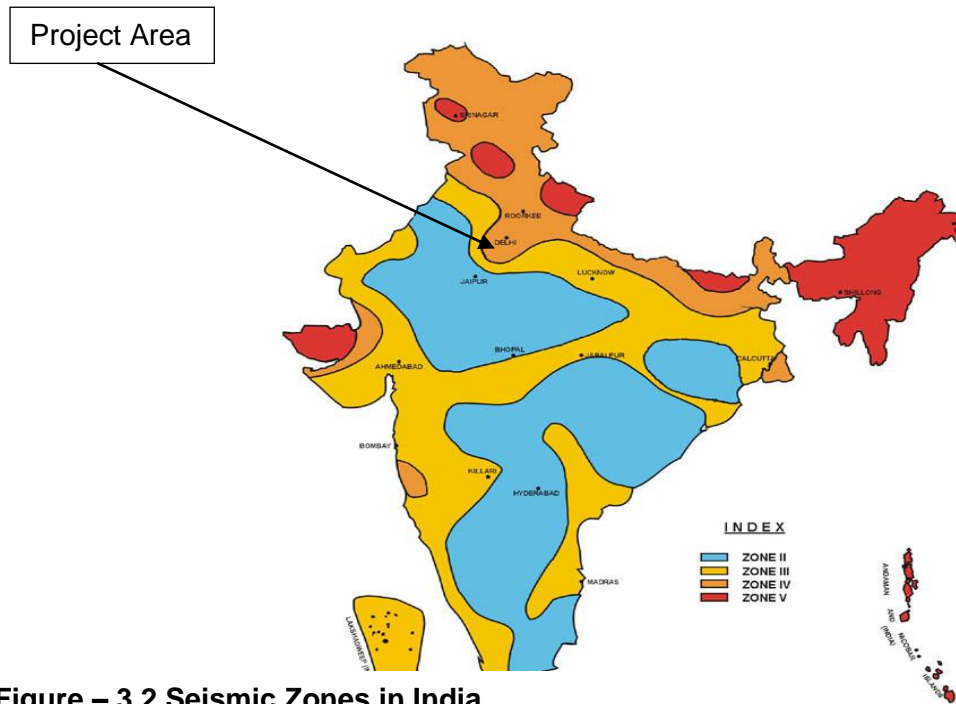 Project Area
SRINAGAR
ROORKEE
DELHI
JAIPUR
LUCKNOW
SHILLONG
BHOPAL
JABALPUR
CALCUTTA
AHMEDABAD
BOMBAY
KILLARI
HYDERABAD
MADRAS
INDEX
ZONE II
ZONE III
ZONE IV
ZONE V
ANDAMAN
AND NICOBAR
ISLANDS
(INDIA)
LAKSHADWEEP
Figure – 3.2 Seismic Zones in India